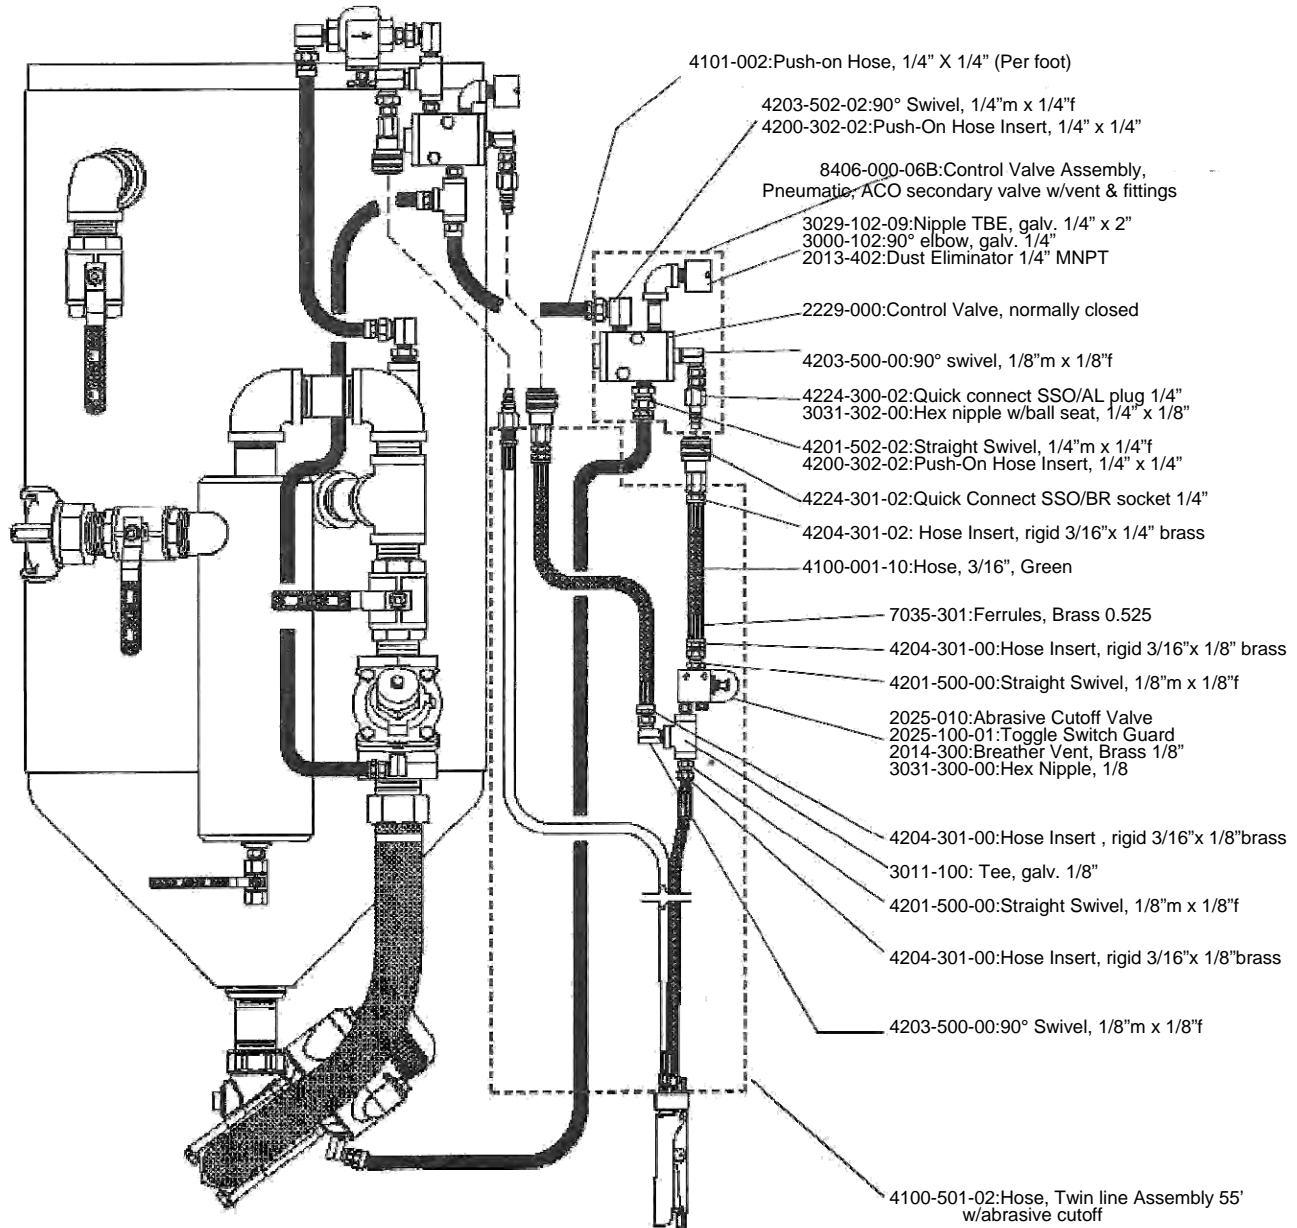 4101-002:Push-on Hose, 1/4” X 1/4” (Per foot)
4203-502-02:90° Swivel, 1/4”m x 1/4”f
4200-302-02:Push-On Hose Insert, 1/4” x 1/4”
8406-000-06B:Control Valve Assembly,
Pneumatic, ACO secondary valve w/vent & fittings
3029-102-09:Nipple TBE, galv. 1/4” x 2”
3000-102:90° elbow, galv. 1/4”
2013-402:Dust Eliminator 1/4” MNPT
2229-000:Control Valve, normally closed
4203-500-00:90° swivel, 1/8”m x 1/8”f
4224-300-02:Quick connect SSO/AL plug 1/4”
3031-302-00:Hex nipple w/ball seat, 1/4” x 1/8”
4201-502-02:Straight Swivel, 1/4”m x 1/4”f
4200-302-02:Push-On Hose Insert, 1/4” x 1/4”
4224-301-02:Quick Connect SSO/BR socket 1/4”
4204-301-02: Hose Insert, rigid 3/16”x 1/4” brass
4100-001-10:Hose, 3/16”, Green
7035-301:Ferrules, Brass 0.525
4204-301-00:Hose Insert, rigid 3/16”x 1/8” brass
4201-500-00:Straight Swivel, 1/8”m x 1/8”f
2025-010:Abrasive Cutoff Valve
2025-100-01:Toggle Switch Guard
2014-300:Breather Vent, Brass 1/8”
3031-300-00:Hex Nipple, 1/8
4204-301-00:Hose Insert , rigid 3/16”x 1/8”brass
3011-100: Tee, galv. 1/8”
4201-500-00:Straight Swivel, 1/8”m x 1/8”f
4204-301-00:Hose Insert, rigid 3/16”x 1/8”brass
4203-500-00:90° Swivel, 1/8”m x 1/8”f
4100-501-02:Hose, Twin line Assembly 55’
w/abrasive cutoff